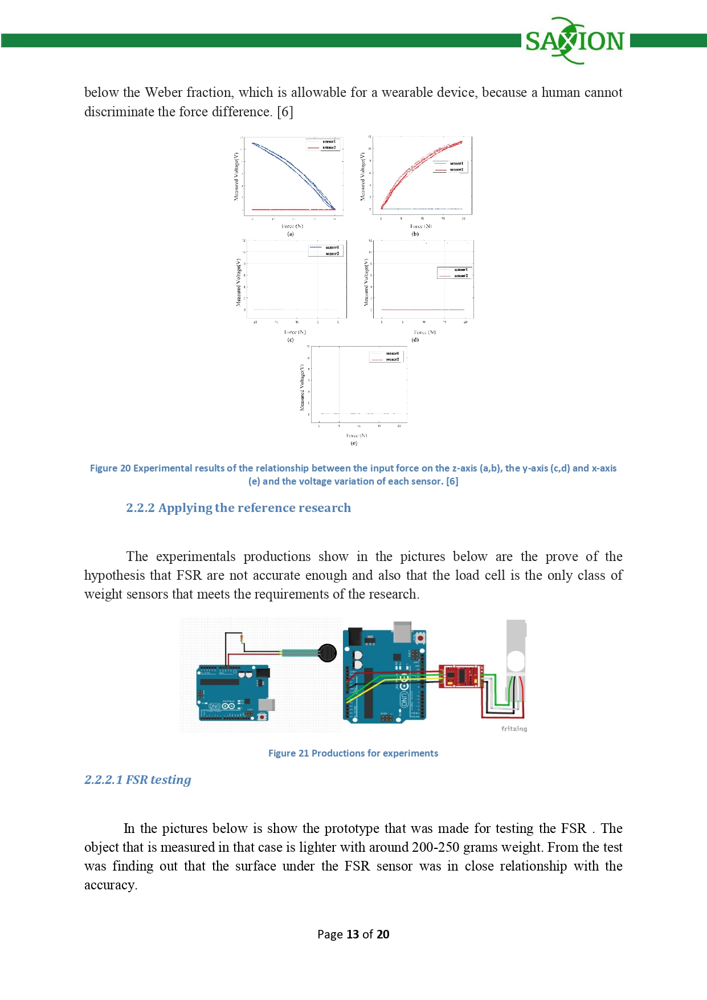 SAXION
below the Weber fraction, which is allowable for a wearable device, because a human cannot
discriminate the force difference. [6]
sensor1
sensor2
Measured Voltage(V)
Force (N)
(a)
sensor1
sensor2
Measured Voltage(V)
Force (N)
(b)
sensor1
sensor2
Measured Voltage(V)
Force (N)
(c)
sensor1
sensor2
Measured Voltage(V)
Force (N)
(d)
sensor1
sensor2
Measured Voltage(V)
Force (N)
(e)
Figure 20 Experimental results of the relationship between the input force on the z-axis (a,b), the y-axis (c,d) and x-axis
(e) and the voltage variation of each sensor. [6]
2.2.2 Applying the reference research
The experimentals productions show in the pictures below are the prove of the
hypothesis that FSR are not accurate enough and also that the load cell is the only class of
weight sensors that meets the requirements of the research.
UNO
UNO
fritzing
Figure 21 Productions for experiments
2.2.2.1 FSR testing
In the pictures below is show the prototype that was made for testing the FSR . The
object that is measured in that case is lighter with around 200-250 grams weight. From the test
was finding out that the surface under the FSR sensor was in close relationship with the
accuracy.
Page 13 of 20